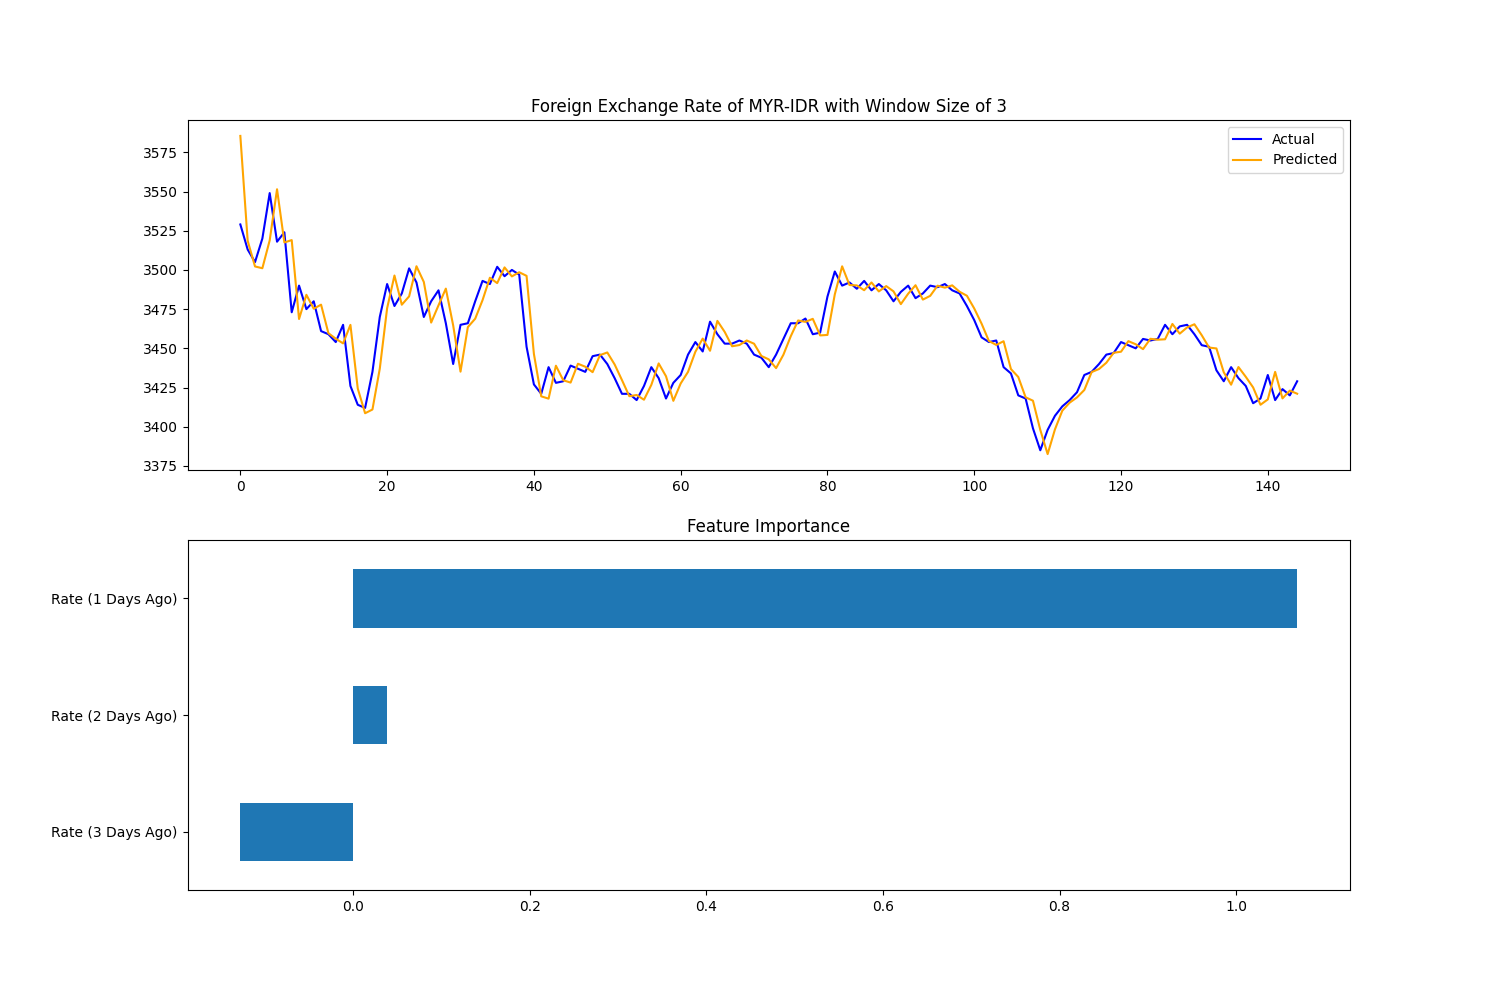 Foreign Exchange Rate of MYR-IDR with Window Size of 3
Actual
Predicted
3575
3550
3525
3500
3475
3450
3425
3400
3375
0 20 40 60 80 100 120 140
Feature Importance
Rate (1 Days Ago)
Rate (2 Days Ago)
Rate (3 Days Ago)
0.0 0.2 0.4 0.6 0.8 1.0